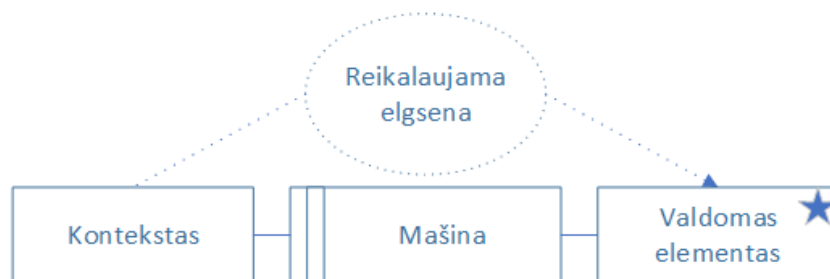 Reikalaujama
elgsena
Kontekstas
Mašina
Valdomas
elementas